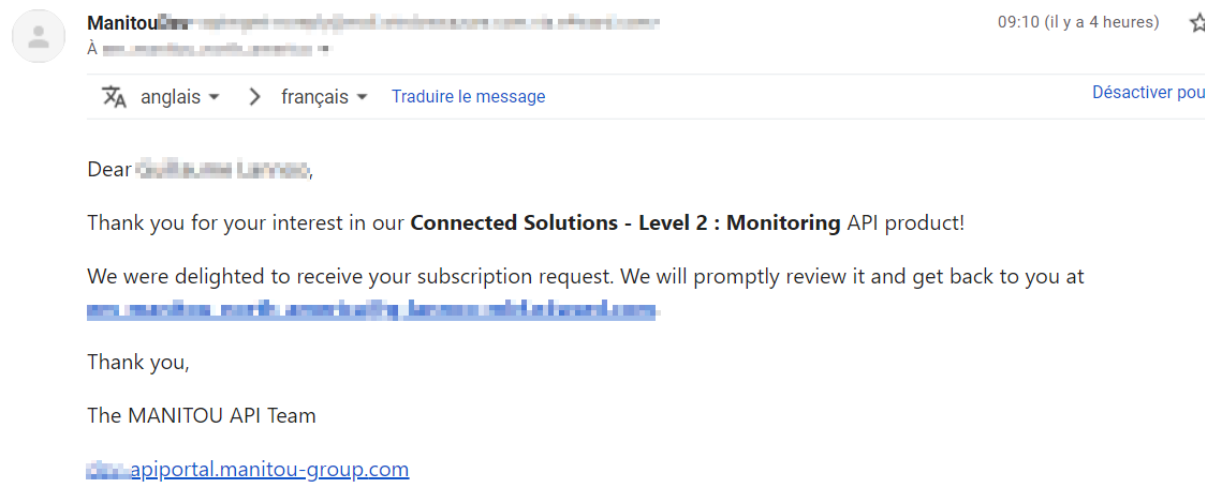 Manitou 09:10 (il y a 4 heures)
À
anglais > français Traduire le message Désactiver pou
Dear ,
Thank you for your interest in our Connected Solutions - Level 2 : Monitoring API product!
We were delighted to receive your subscription request. We will promptly review it and get back to you at
Thank you,
The MANITOU API Team
apiportal.manitou-group.com